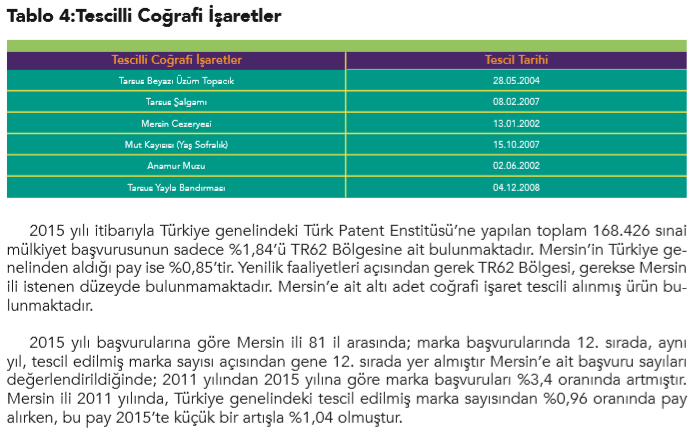 Tablo 4:Tescilli Coğrafi İşaretler
Tescilli Coğrafi İşaretler Tescil Tarihi
Tarsus Beyazı Üzüm Topacık 28.05.2004
Tarsus Şalgamı 08.02.2007
Mersin Cezeryesi 13.01.2002
Mut Kayısısı (Yaş Sofralık) 15.10.2007
Anamur Muzu 02.06.2002
Tarsus Yayla Bandırması 04.12.2008
2015 yılı itibarıyla Türkiye genelindeki Türk Patent Enstitüsü’ne yapılan toplam 168.426 sınai
mülkiyet başvurusunun sadece %1,84’ü TR62 Bölgesine ait bulunmaktadır. Mersin’in Türkiye ge-
nelinden aldığı pay ise %0,85’tir. Yenilik faaliyetleri açısından gerek TR62 Bölgesi, gerekse Mersin
ili istenen düzeyde bulunmamaktadır. Mersin’e ait altı adet coğrafi işaret tescili alınmış ürün bu-
lunmaktadır.
2015 yılı başvurularına göre Mersin ili 81 il arasında; marka başvurularında 12. sırada, aynı
yıl, tescil edilmiş marka sayısı açısından gene 12. sırada yer almıştır Mersin’e ait başvuru sayıları
değerlendirildiğinde; 2011 yılından 2015 yılına göre marka başvuruları %3,4 oranında artmıştır.
Mersin ili 2011 yılında, Türkiye genelindeki tescil edilmiş marka sayısından %0,96 oranında pay
alırken, bu pay 2015’te küçük bir artışla %1,04 olmuştur.